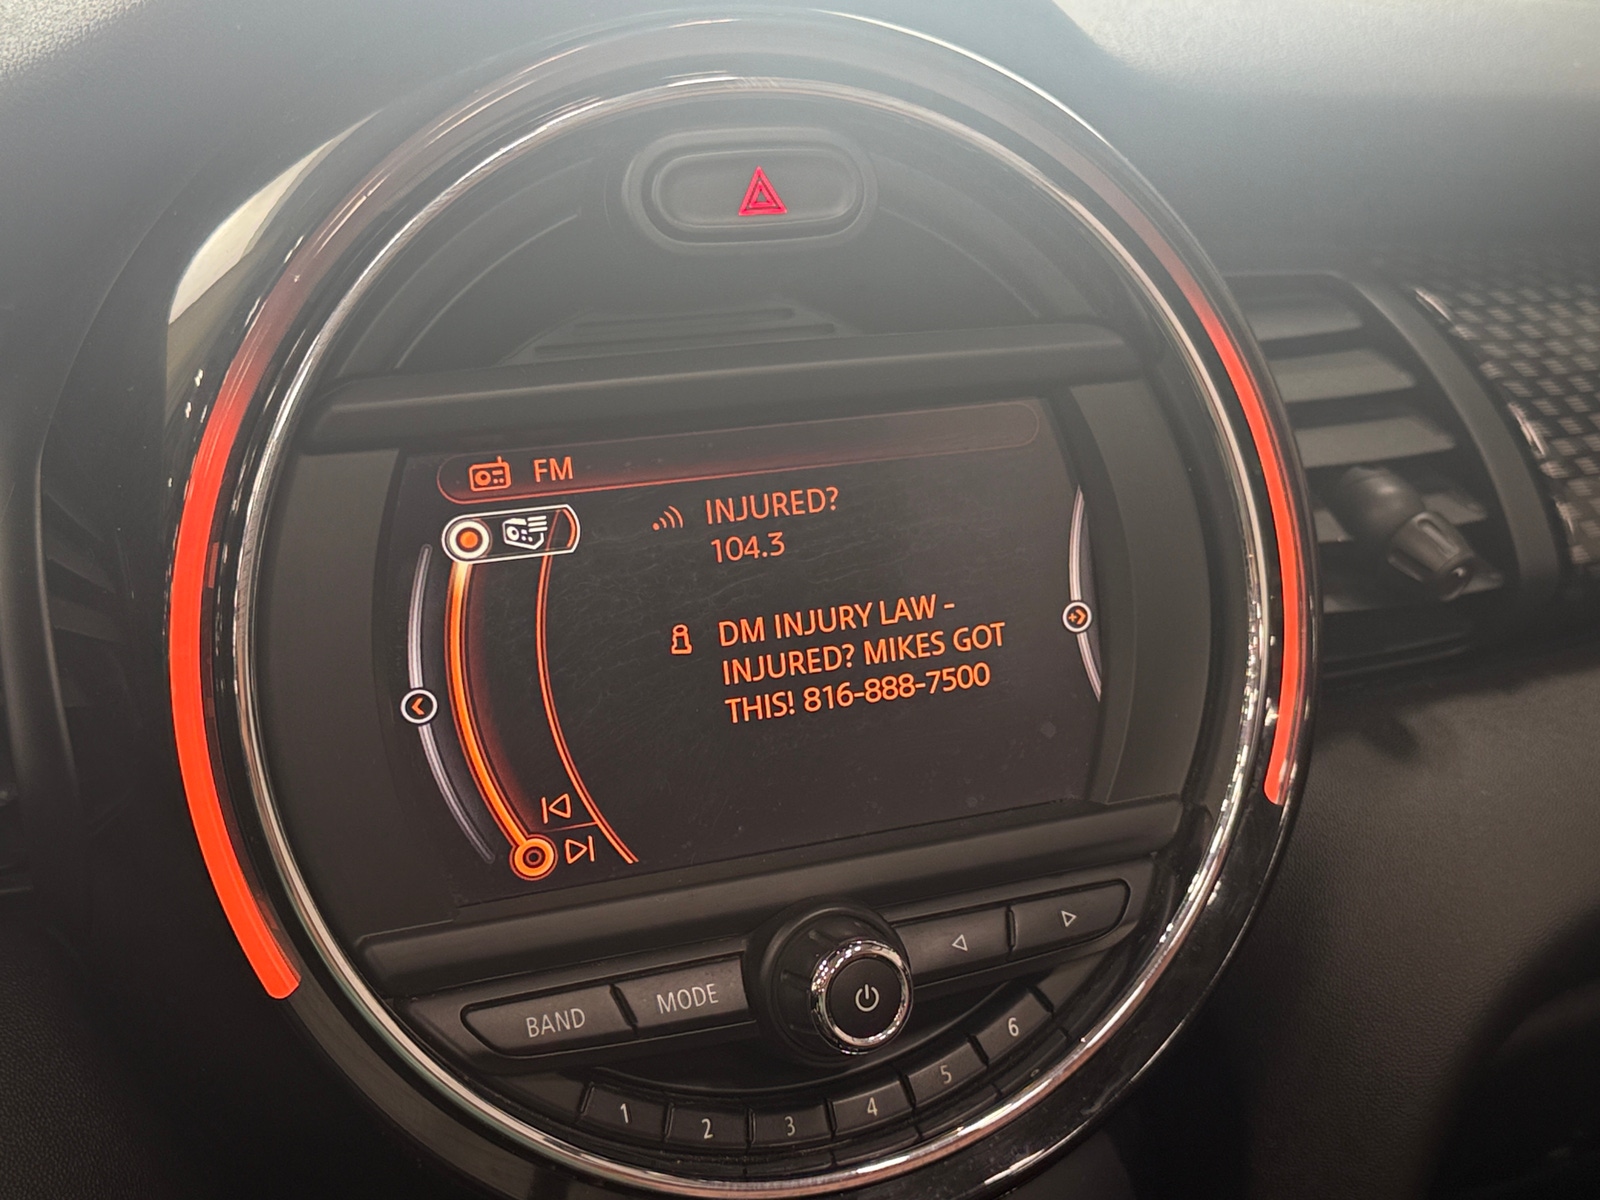 FM
INJURED?
104.3
DM INJURY LAW -
INJURED? MIKES GOT
THIS! 816-888-7500
BAND
MODE
1
2
3
4
5
6